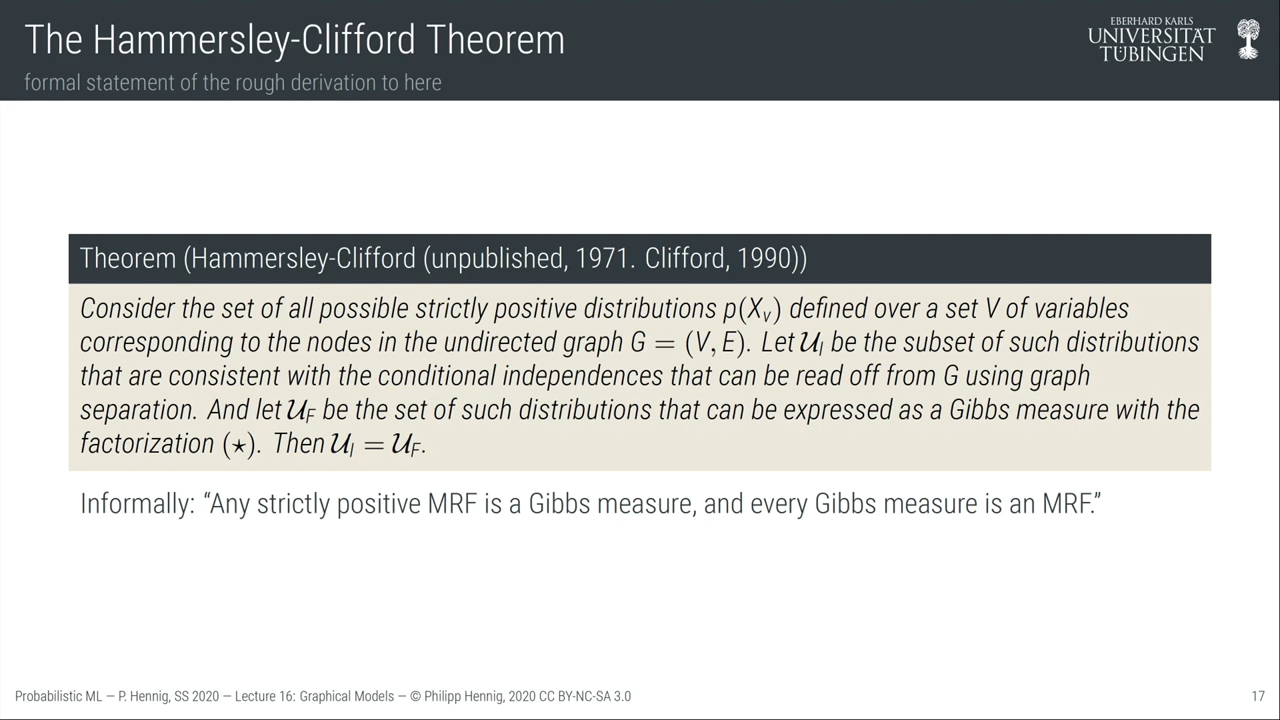 The Hammersley-Clifford Theorem
formal statement of the rough derivation to here
EBERHARD KARLS
UNIVERSITÄT
TÜBINGEN
Theorem (Hammersley-Clifford (unpublished, 1971. Clifford, 1990))
Consider the set of all possible strictly positive distributions p(Xᵥ) defined over a set V of variables
corresponding to the nodes in the undirected graph G = (V, E). Let 𝒰_I be the subset of such distributions
that are consistent with the conditional independences that can be read off from G using graph
separation. And let 𝒰_F be the set of such distributions that can be expressed as a Gibbs measure with the
factorization (⋆). Then 𝒰_I = 𝒰_F.
Informally: “Any strictly positive MRF is a Gibbs measure, and every Gibbs measure is an MRF.”
Probabilistic ML — P. Hennig, SS 2020 — Lecture 16: Graphical Models — © Philipp Hennig, 2020 CC BY-NC-SA 3.0
17